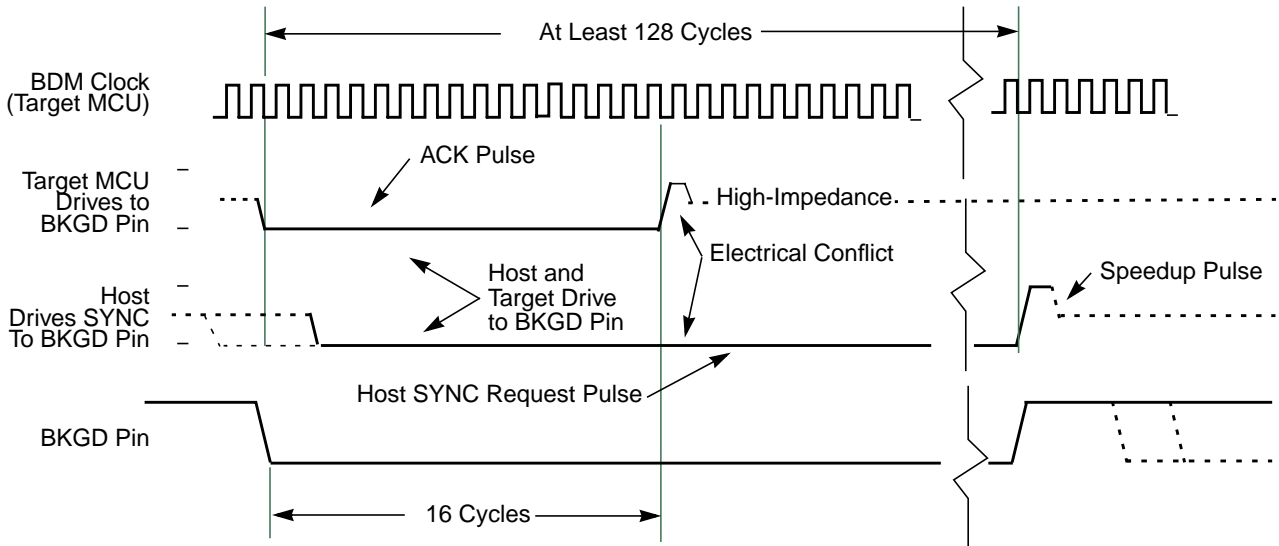 At Least 128 Cycles
BDM Clock
(Target MCU)
ACK Pulse
Target MCU
Drives to
BKGD Pin
High-Impedance
Electrical Conflict
Host and
Target Drive
to BKGD Pin
Speedup Pulse
Host
Drives SYNC
To BKGD Pin
Host SYNC Request Pulse
BKGD Pin
16 Cycles